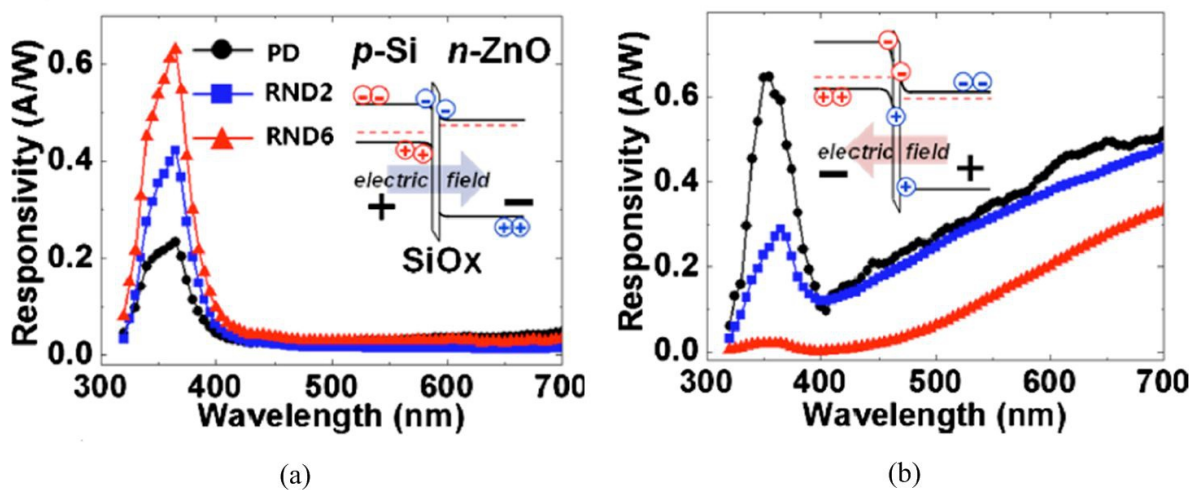 (a)
0.6
0.4
0.2
0.0
Responsivity (A/W)
PD
RND2
RND6
p-Si n-ZnO
electric field
+ −
SiOx
300 400 500 600 700
Wavelength (nm)
(a)
(b)
0.6
0.4
0.2
0.0
Responsivity (A/W)
electric field
− +
300 400 500 600 700
Wavelength (nm)
(b)